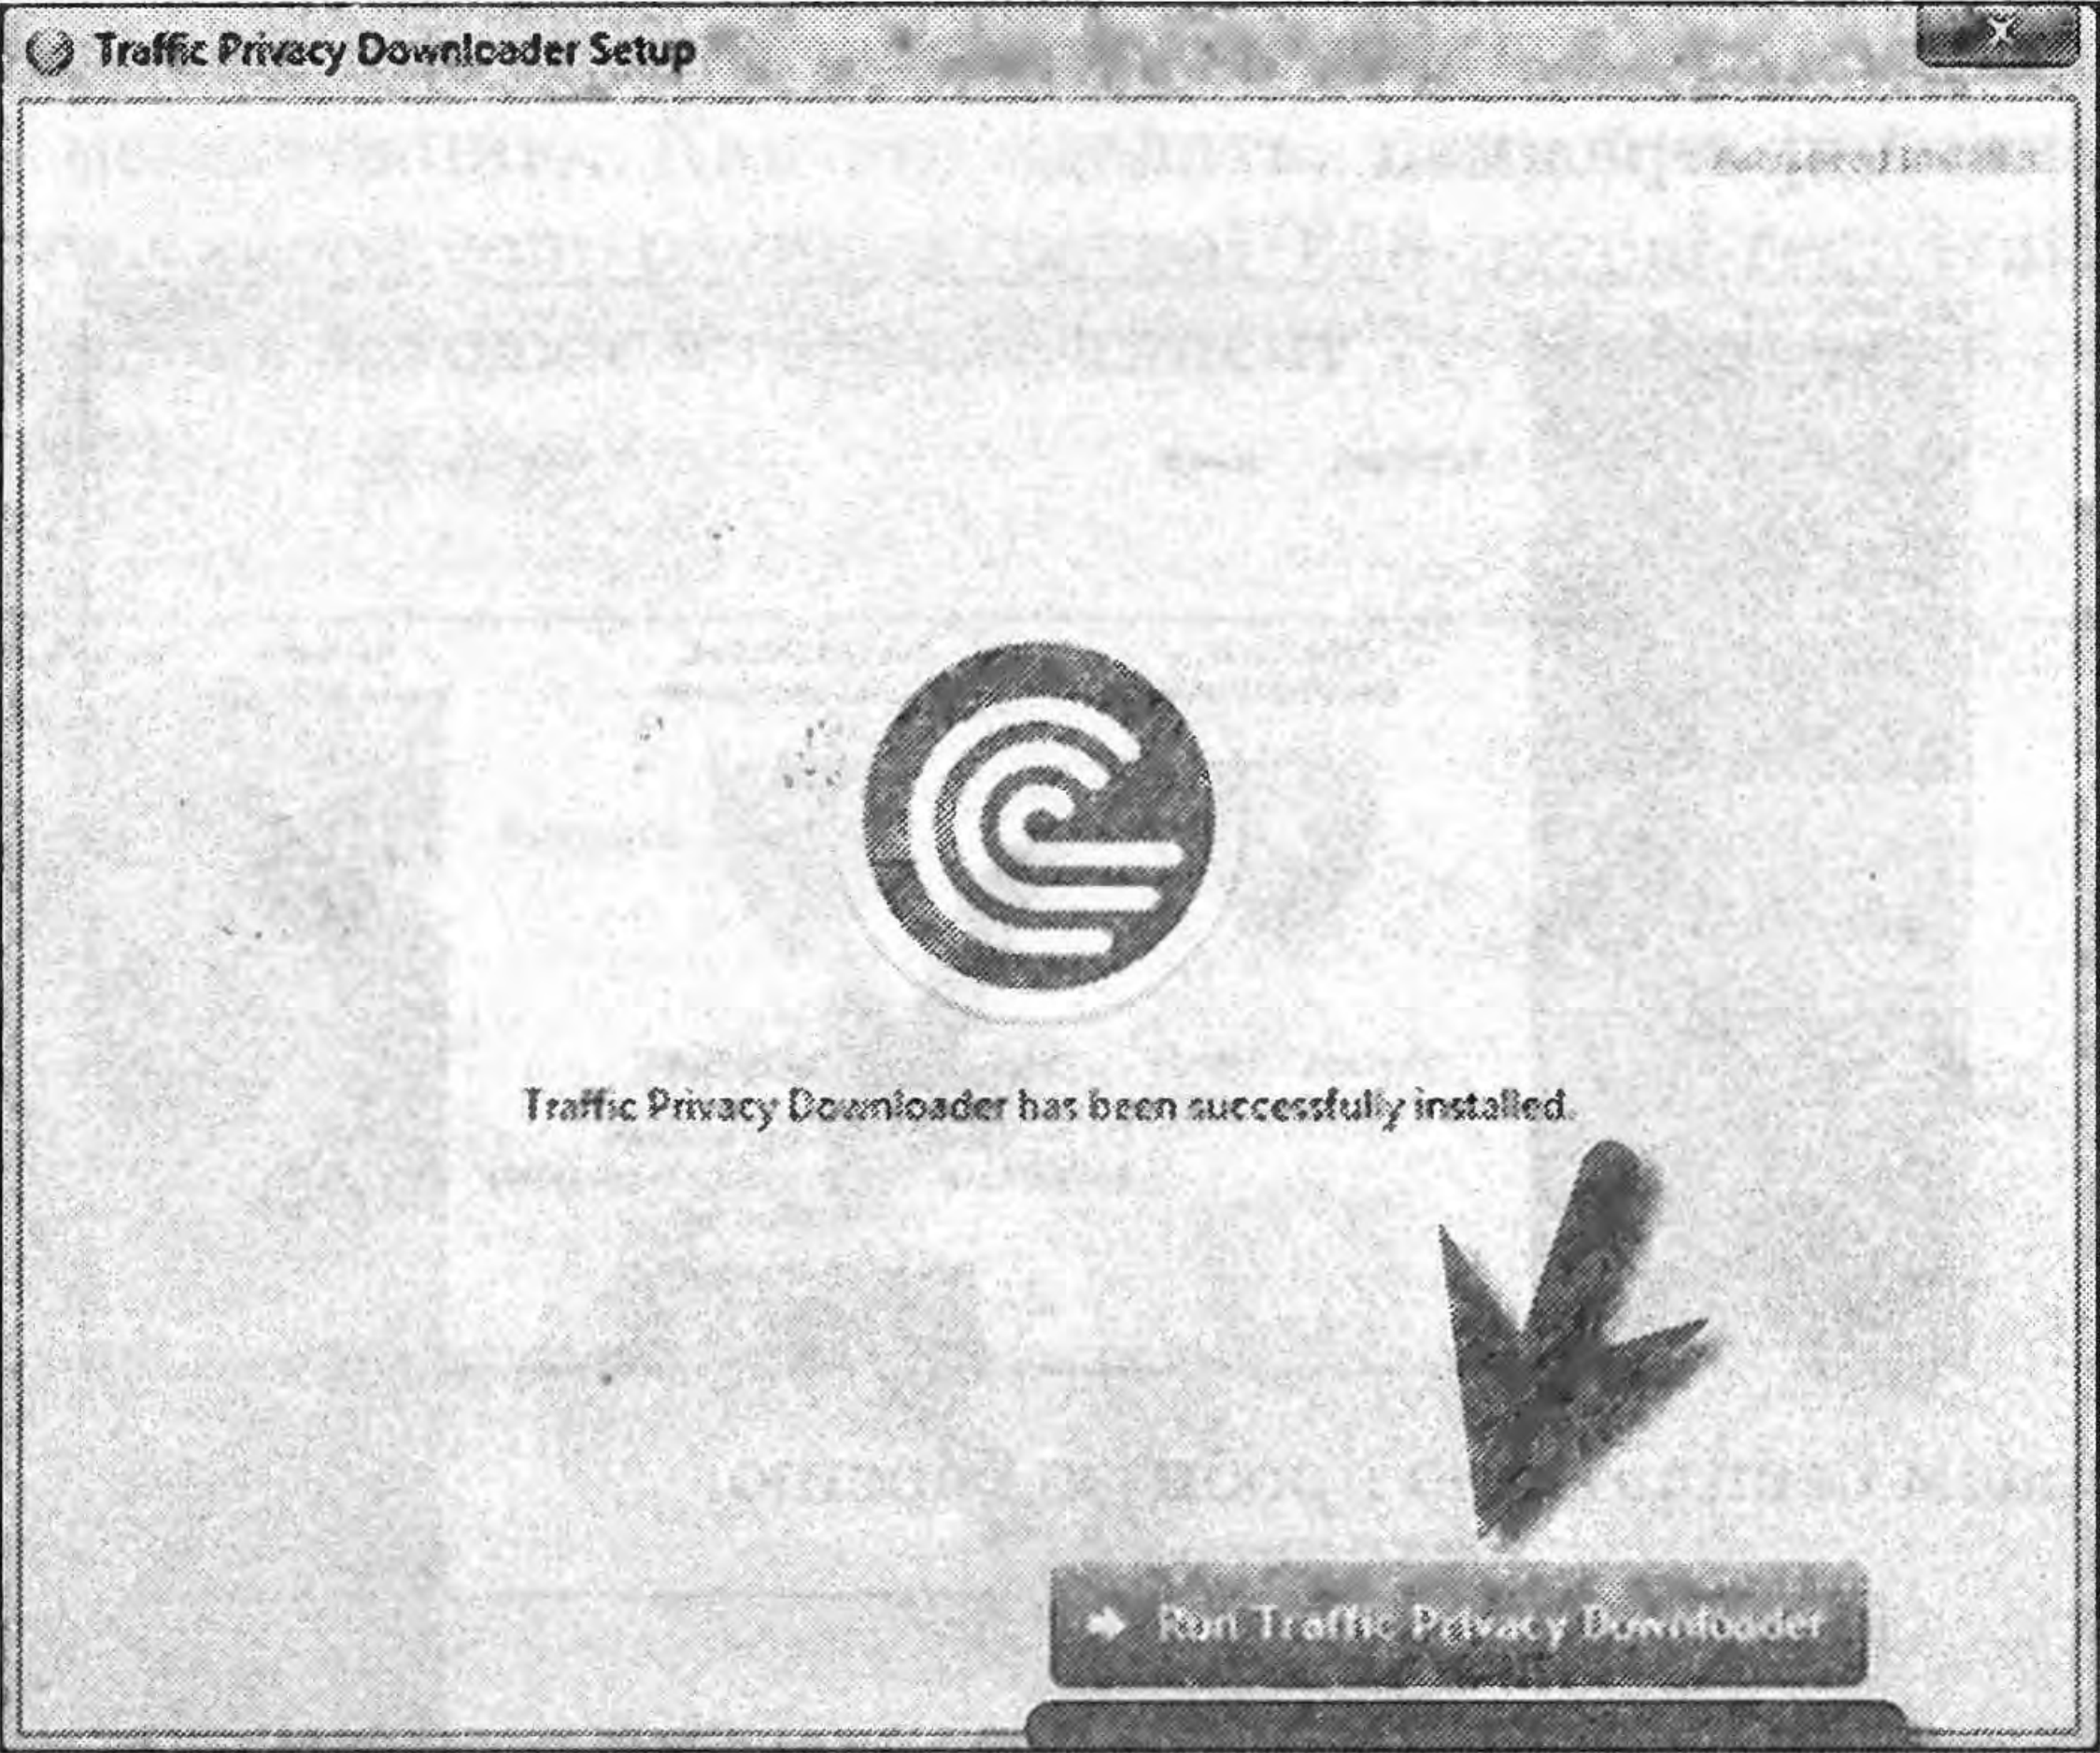 Traffic Privacy Downloader Setup
Traffic Privacy Downloader has been successfully installed.
Run Traffic Privacy Downloader